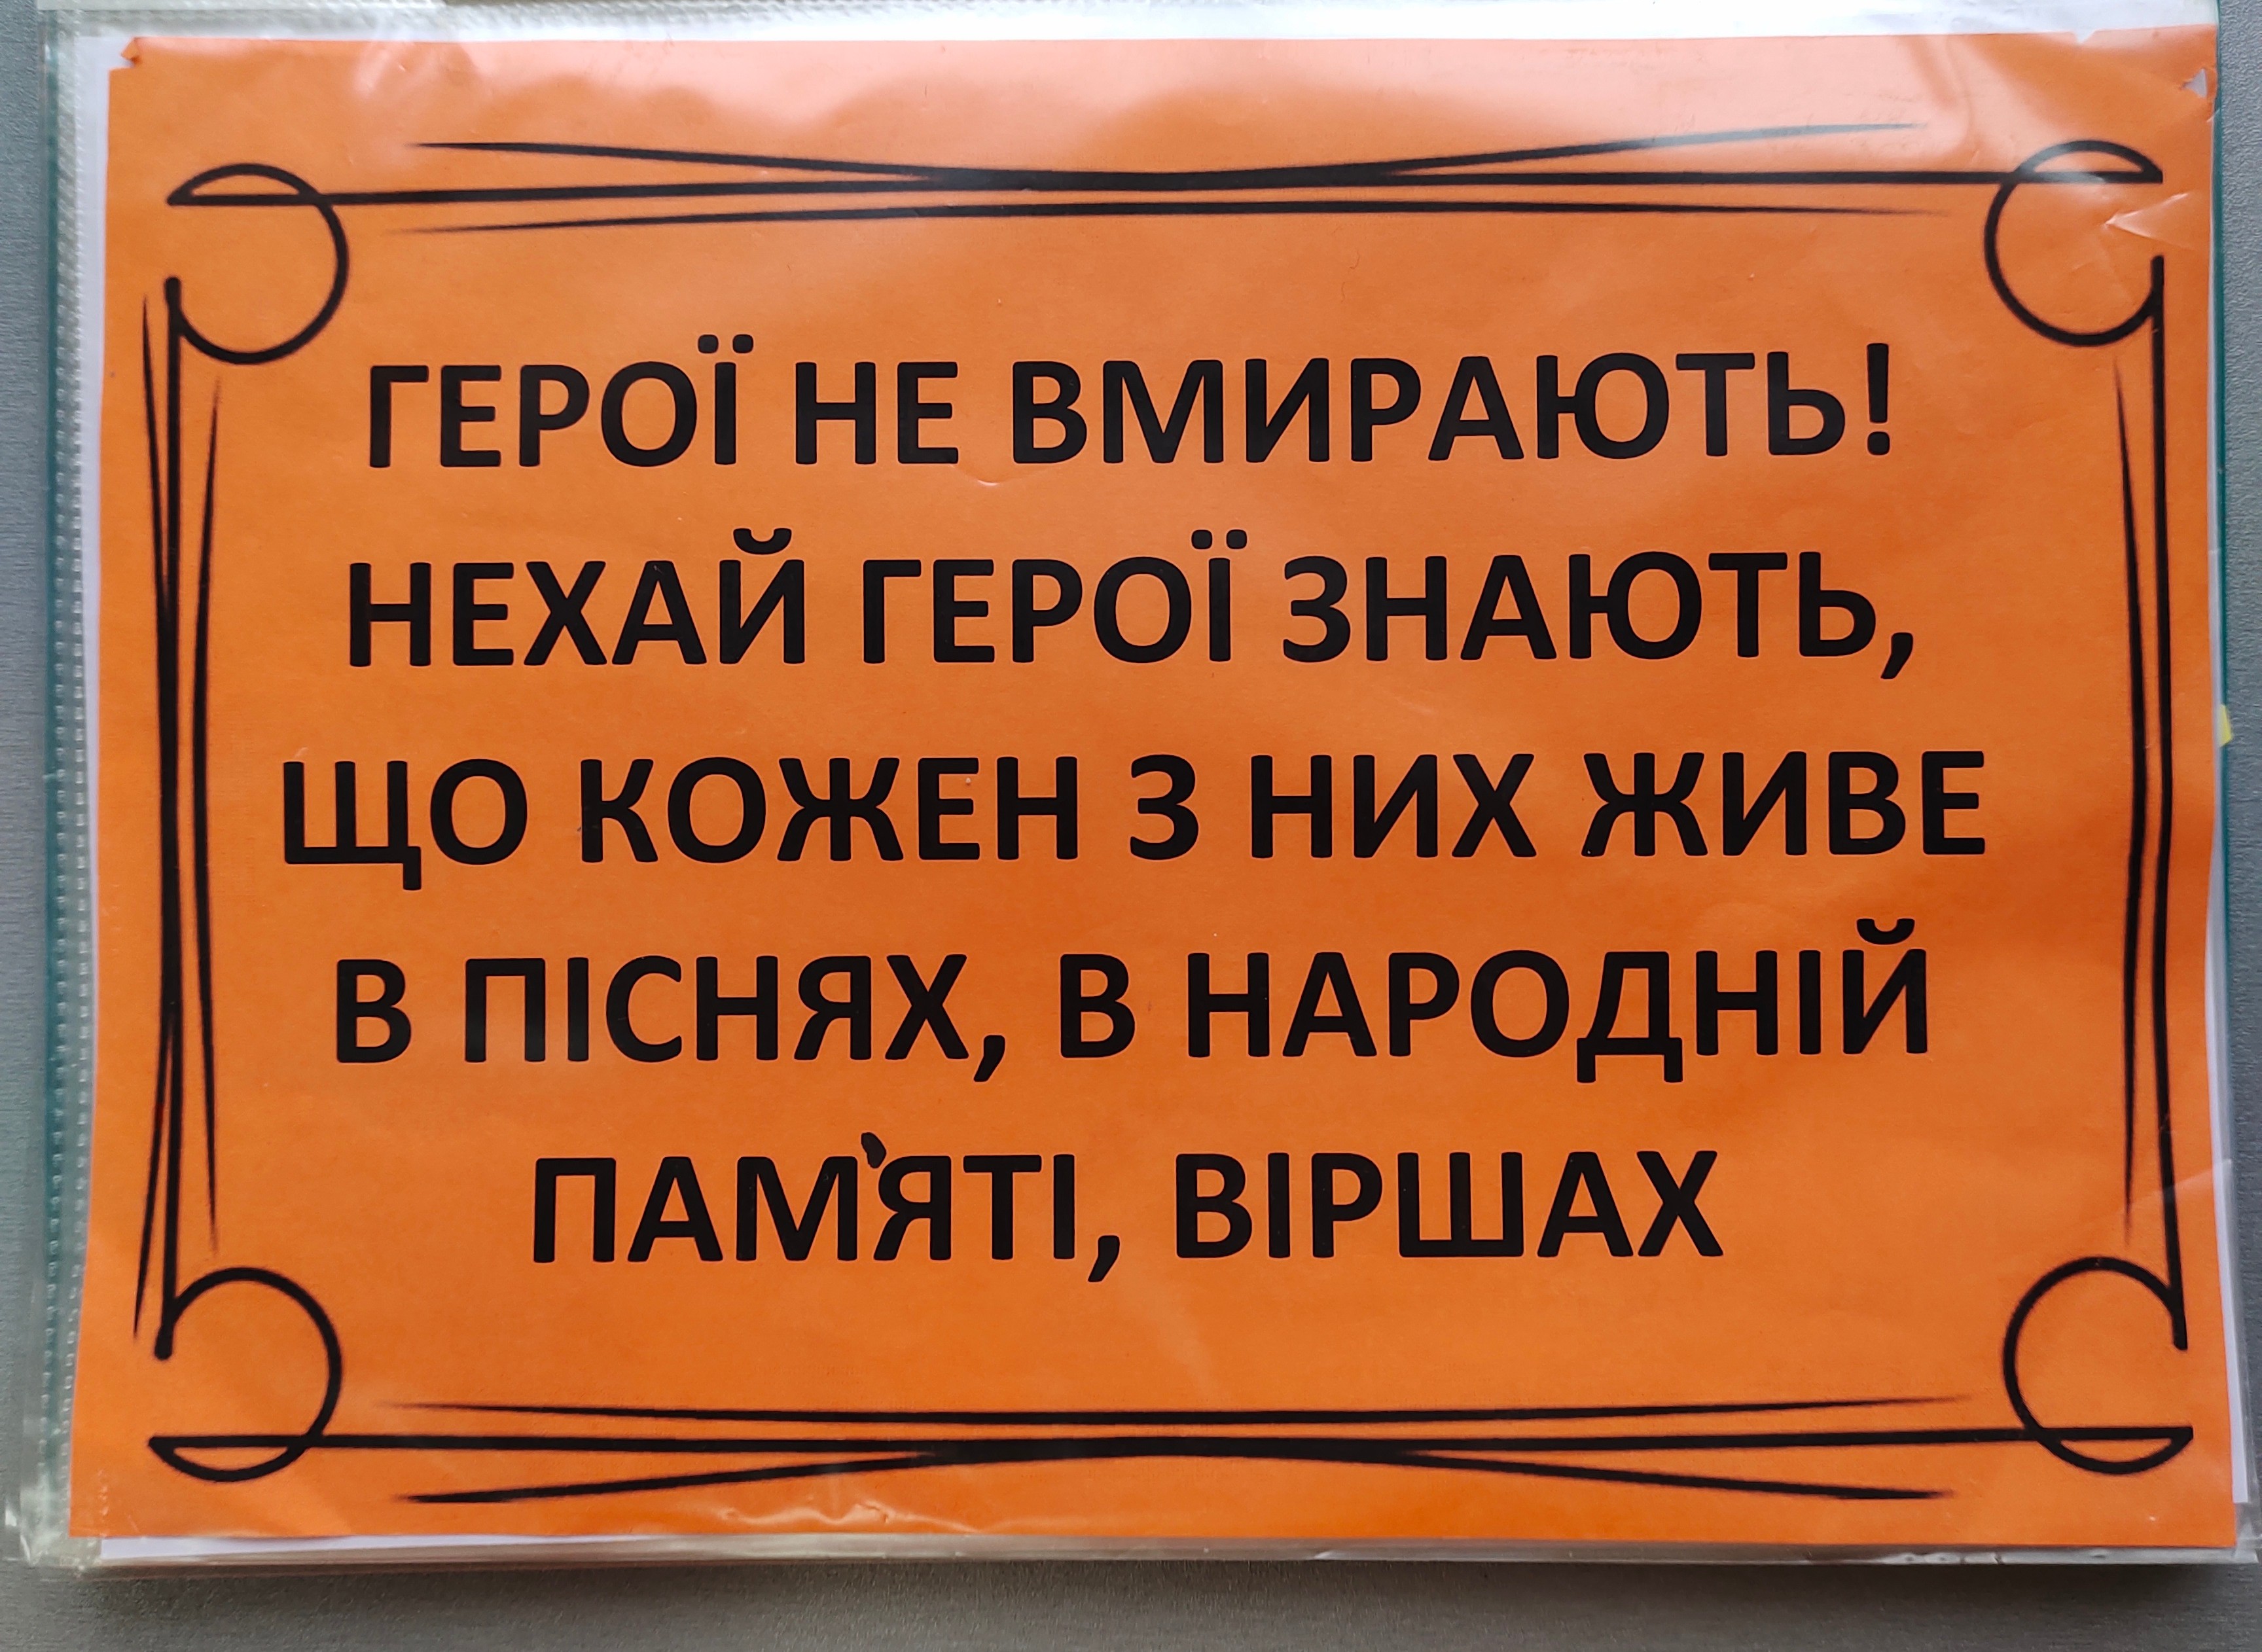 ГЕРОЇ НЕ ВМИРАЮТЬ!
НЕХАЙ ГЕРОЇ ЗНАЮТЬ,
ЩО КОЖЕН З НИХ ЖИВЕ
В ПІСНЯХ, В НАРОДНІЙ
ПАМ‵ЯТІ, ВІРШАХ